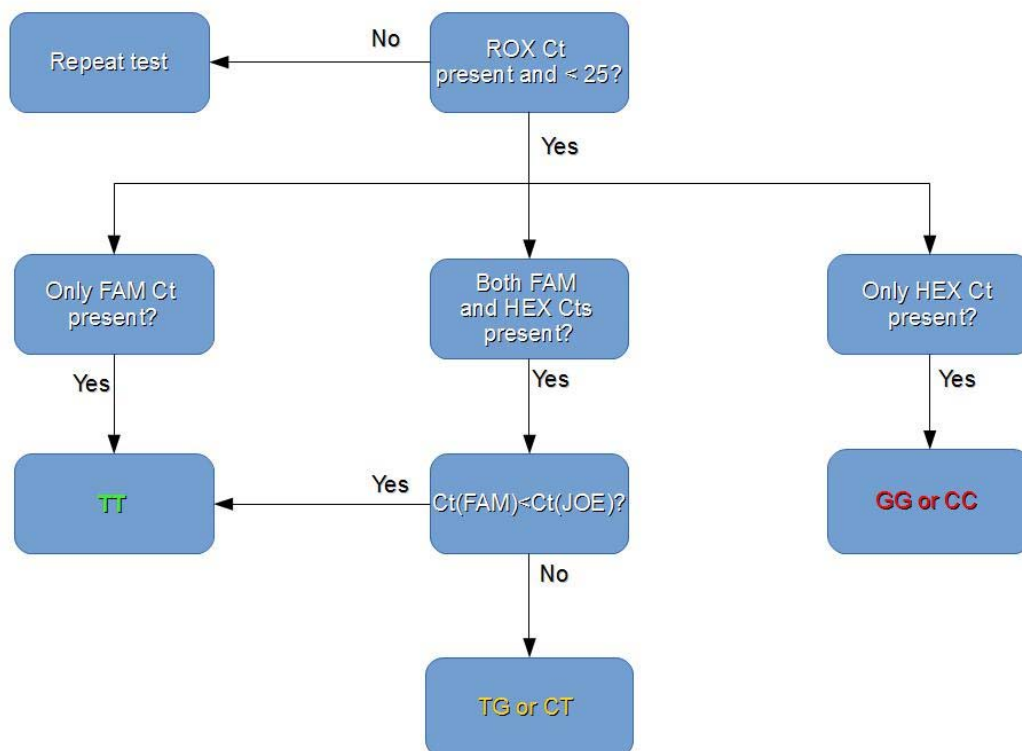 No
Repeat test
ROX Ct
present and < 25?
Yes
Only FAM Ct
present?
Both FAM
and HEX Cts
present?
Only HEX Ct
present?
Yes
Yes
Yes
TT
Yes
Ct(FAM)<Ct(JOE)?
GG or CC
No
TG or CT